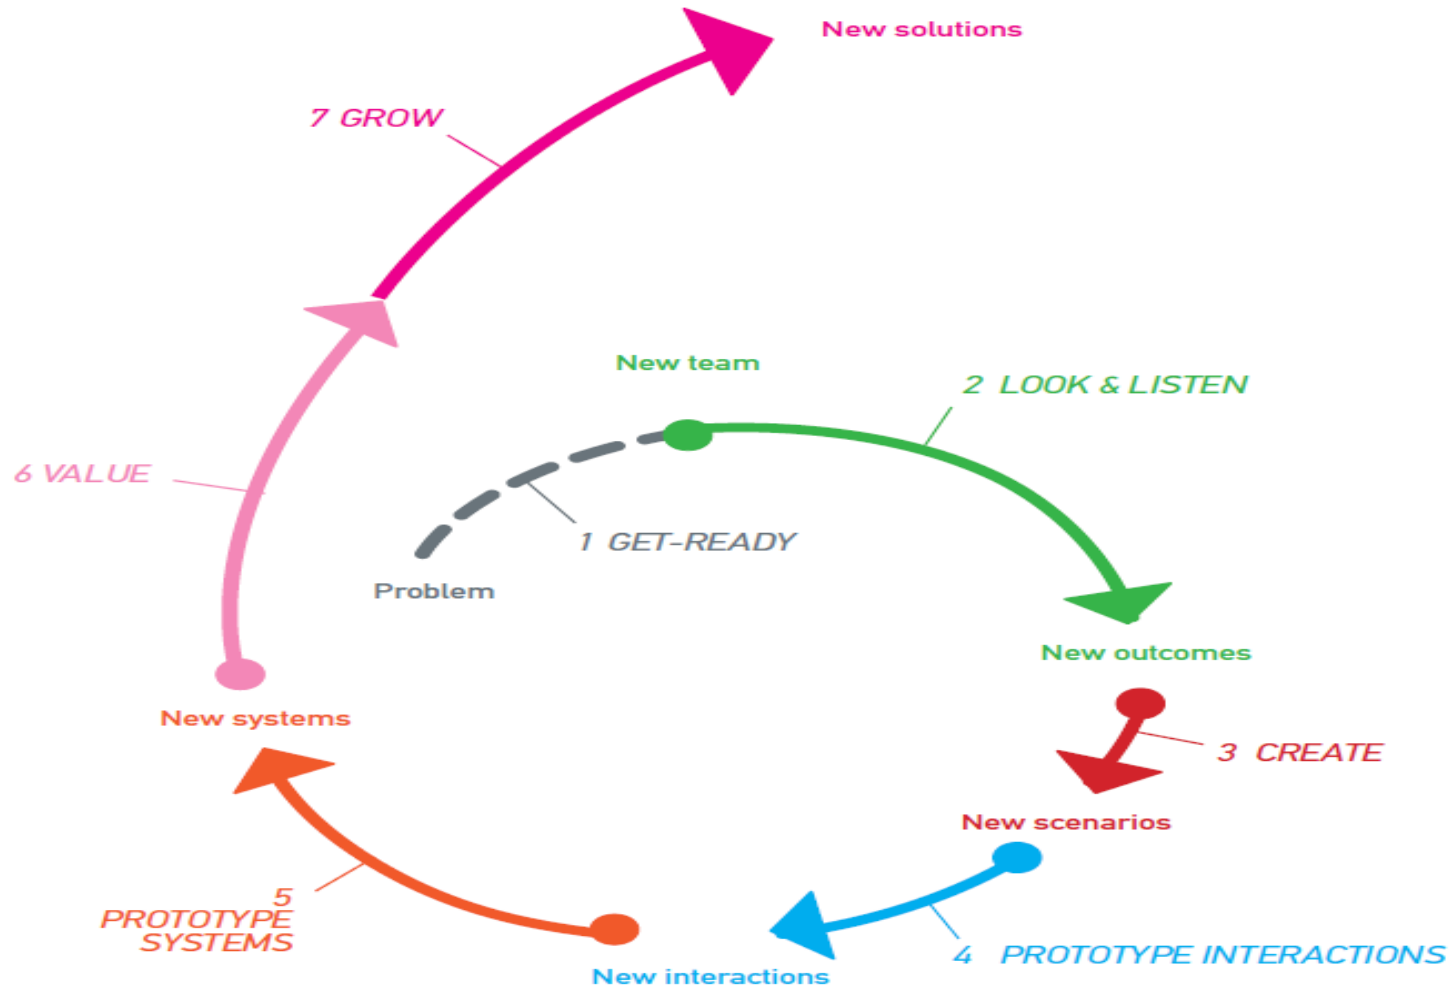 New solutions
7 GROW
New team
2 LOOK & LISTEN
6 VALUE
1 GET-READY
Problem
New outcomes
New systems
3 CREATE
New scenarios
5
PROTOTYPE
SYSTEMS
4 PROTOTYPE INTERACTIONS
New interactions